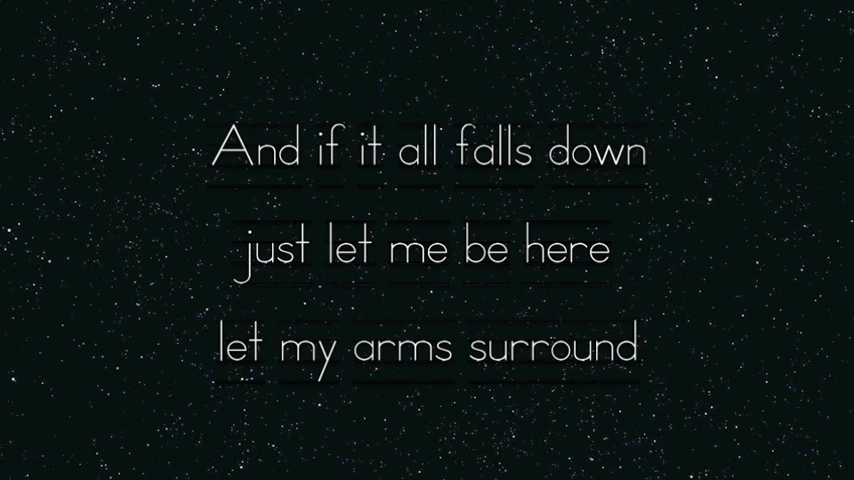 And if it all falls down
just let me be here
let my arms surround